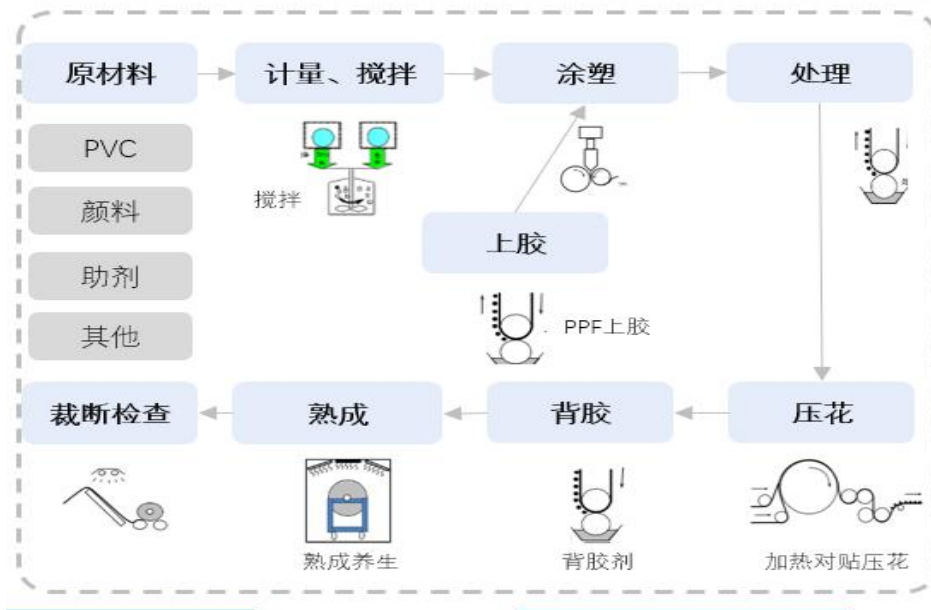 原材料
计量、搅拌
涂塑
处理
PVC
颜料
助剂
其他
搅拌
上胶
PPF上胶
裁断检查
熟成
背胶
压花
熟成养生
背胶剂
加热对贴压花